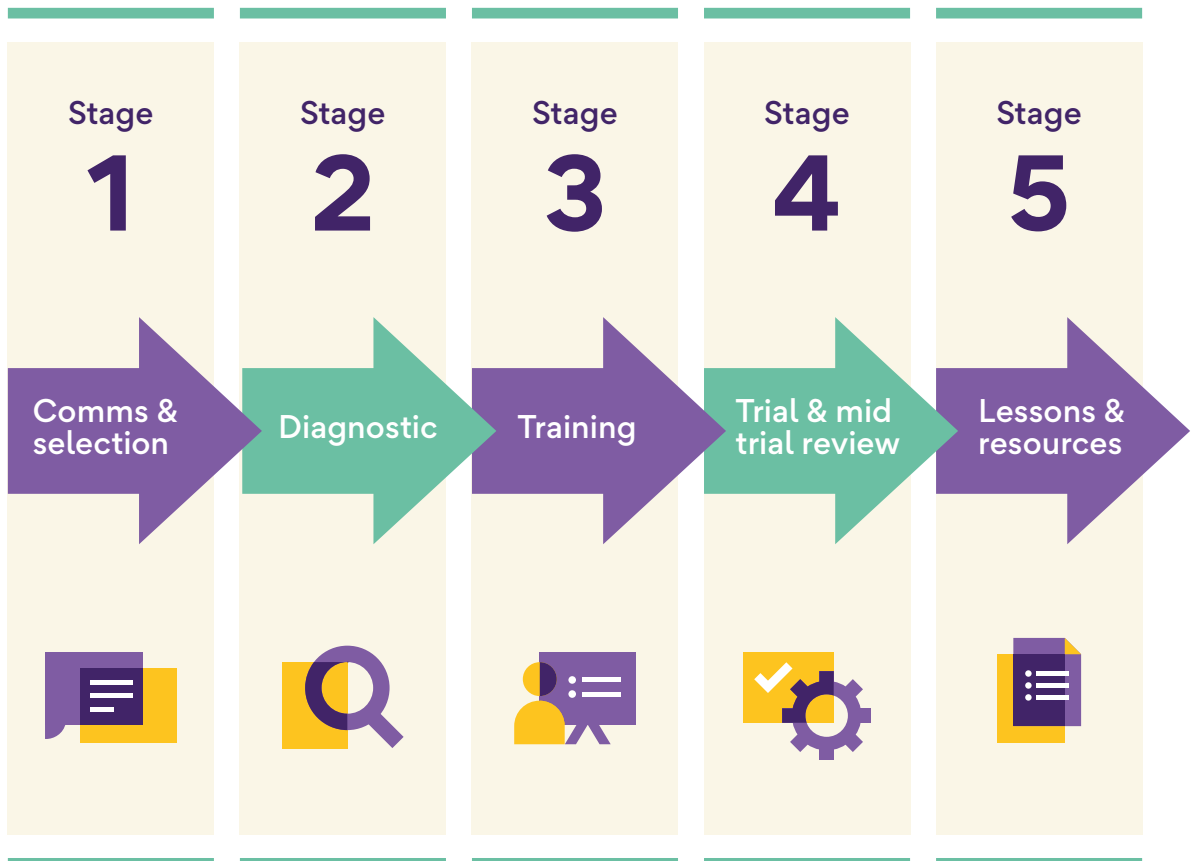 Stage
1
Stage
2
Stage
3
Stage
4
Stage
5
Comms &
selection
Diagnostic
Training
Trial & mid
trial review
Lessons &
resources